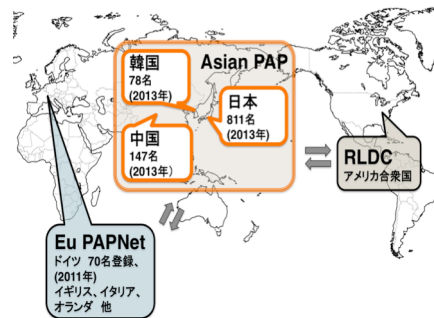 Asian PAP
韓国
78名
(2013年)
日本
811名
(2013年)
中国
147名
(2013年)
RLDC
アメリカ合衆国
Eu PAPNet
ドイツ 70名登録、
(2011年)
イギリス、イタリア、
オランダ 他